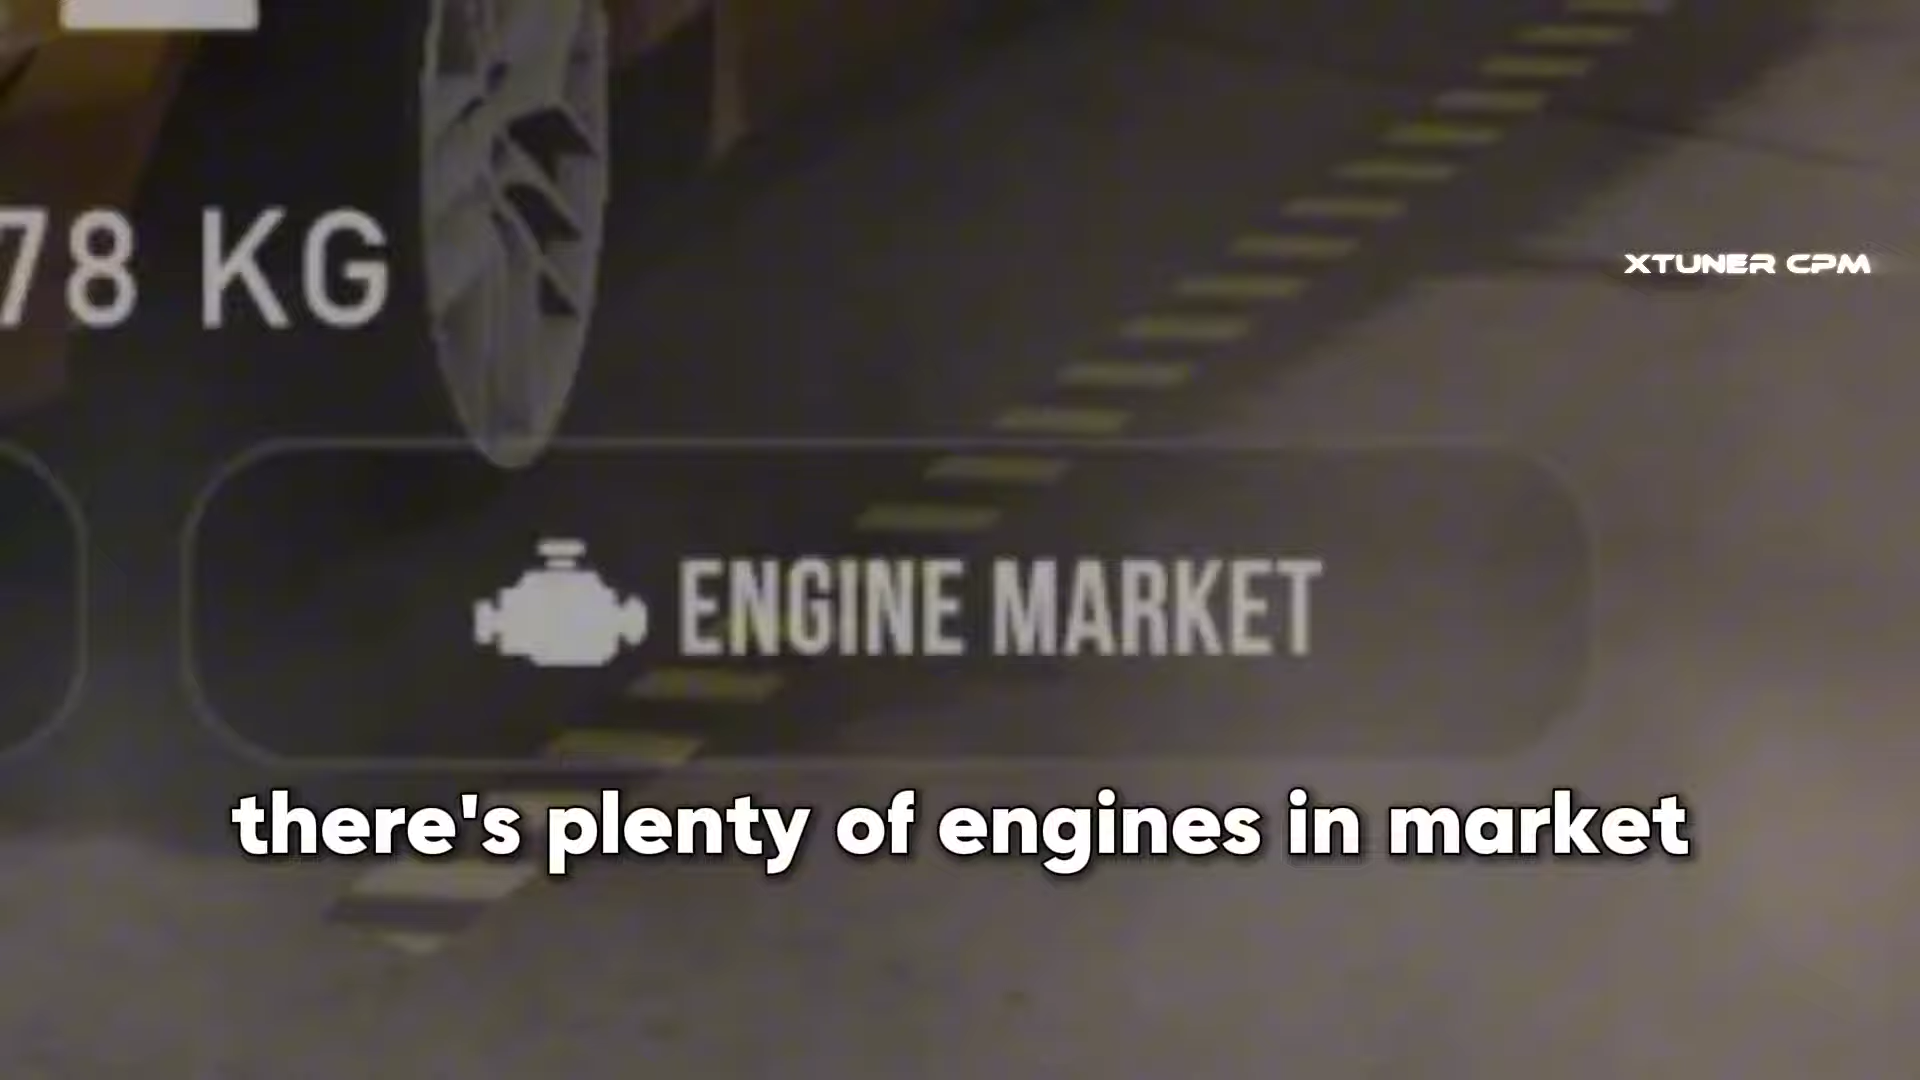 78 KG
XTUNER CPM
ENGINE MARKET
there's plenty of engines in market